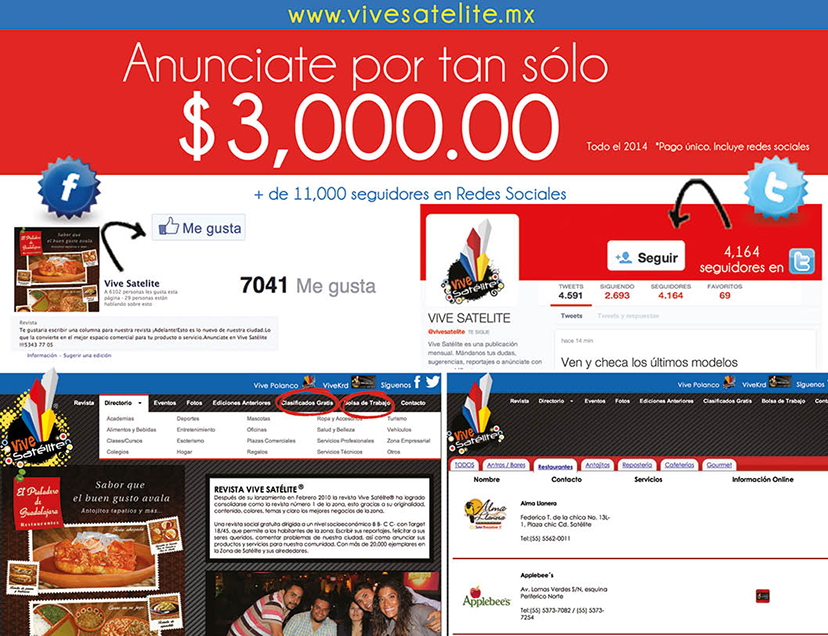 www.vivesatelite.mx
Anunciate por tan sólo
$3,000.00
Todo el 2014 *Pago único. Incluye redes sociales
+ de 11,000 seguidores en Redes Sociales
Me gusta
Sabor que
el buen gusto avala
El Pialadero
de
Guadalajara
Vive Satelite
A 6102 personas les gusta esta
página · 29 personas están
hablando sobre esto
7041 Me gusta
Revista
Te gustaría escribir una columna para nuestra revista ¡Adelante!Esto es lo nuevo de nuestra ciudad.Lo
que la convierte en el mejor espacio comercial para tu producto o servicio.Anunciate en Vive Satélite
!!!5343 77 05
Información · Sugerir una edición
Vive
Satélite
Seguir
4,164
seguidores en
TWEETS SIGUIENDO SEGUIDORES FAVORITOS
4.591 2.693 4.164 69
VIVE SATELITE
@vivesatelite TE SIGUE
Vive Satélite es una publicación
mensual. Mándanos tus dudas,
sugerencias, reportajes o anúnciate con
Tweets Tweets y respuestas
hace 14 min
Ven y checa los últimos modelos
Vive Polanco ViveKrd Síguenos
Revista Directorio Eventos Fotos Ediciones Anteriores Clasificados Gratis Bolsa de Trabajo Contacto
Academias Deportes Mascotas Ropa y Accesorios Turismo
Alimentos y Bebidas Entretenimiento Oficinas Salud y Belleza Vehículos
Clases/Cursos Esoterismo Plazas Comerciales Servicios Profesionales Zona Empresarial
Colegios Hogar Regalos Servicios Técnicos Otros
Vive
Satélite
El Pialadero
de
Guadalajara
Restaurantes
Sabor que
el buen gusto avala
Antojitos tapatíos y más...
REVISTA VIVE SATÉLITE®
Después de su lanzamiento en Febrero 2010 la revista Vive Satélite® ha logrado
consolidarse como la revista número 1 de la zona, esto gracias a su originalidad,
contenido, colores, temas y claro los mejores negocios de la zona.
Una revista social gratuita dirigida a un nivel socioeconómico B B- C C- con Target
18/45, que permite a los habitantes de la zona: Escribir sus reportajes, felicitar a sus
seres queridos, comentar problemas de nuestra ciudad, así como anunciar sus
productos y servicios para nuestra comunidad. Con más de 20,000 ejemplares en
la Zona de Satélite y sus alrededores.
Vive Polanco ViveKrd Síguenos
Revista Directorio Eventos Fotos Ediciones Anteriores Clasificados Gratis Bolsa de Trabajo Cont
Vive
Satélite
TODOS Antros / Bares Restaurantes Antojitos Repostería Cafeterías Gourmet
Nombre Contacto Servicios Información Online
Alma
Llanera
Alma Llanera
Federico T. de la chica No. 13L-
1, Plaza chic Cd. Satélite
Tel:(55) 5562-0011
Applebee's
Applebee´s
Av. Lomas Verdes S/N, esquina
Periferico Norte
Tel:(55) 5373-7082 / (55) 5373-
7254